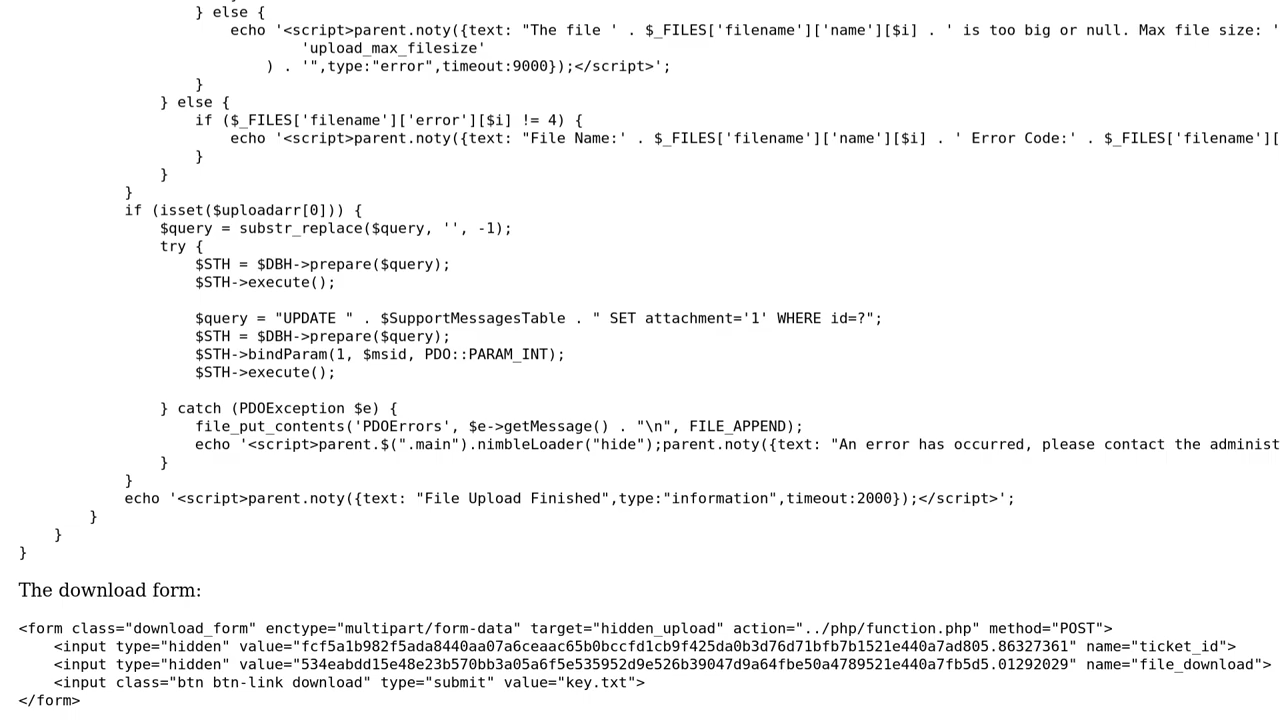 } else {
echo '<script>parent.noty({text: "The file ' . $_FILES['filename']['name'][$i] . ' is too big or null. Max file size: '
'upload_max_filesize'
) . '",type:"error",timeout:9000});</script>';
}
} else {
if ($_FILES['filename']['error'][$i] != 4) {
echo '<script>parent.noty({text: "File Name:' . $_FILES['filename']['name'][$i] . ' Error Code:' . $_FILES['filename'][
}
}
}
if (isset($uploadarr[0])) {
$query = substr_replace($query, '', -1);
try {
$STH = $DBH->prepare($query);
$STH->execute();
$query = "UPDATE " . $SupportMessagesTable . " SET attachment='1' WHERE id=?";
$STH = $DBH->prepare($query);
$STH->bindParam(1, $msid, PDO::PARAM_INT);
$STH->execute();
} catch (PDOException $e) {
file_put_contents('PDOErrors', $e->getMessage() . "\n", FILE_APPEND);
echo '<script>parent.$(".main").nimbleLoader("hide");parent.noty({text: "An error has occurred, please contact the administ
}
}
echo '<script>parent.noty({text: "File Upload Finished",type:"information",timeout:2000});</script>';
}
}
}
The download form:
<form class="download_form" enctype="multipart/form-data" target="hidden_upload" action="../php/function.php" method="POST">
<input type="hidden" value="fcf5a1b982f5ada8440aa07a6ceaac65b0bccfd1cb9f425da0b3d76d71bfb7b1521e440a7ad805.86327361" name="ticket_id">
<input type="hidden" value="534eabdd15e48e23b570bb3a05a6f5e535952d9e526b39047d9a64fbe50a4789521e440a7fb5d5.01292029" name="file_download">
<input class="btn btn-link download" type="submit" value="key.txt">
</form>